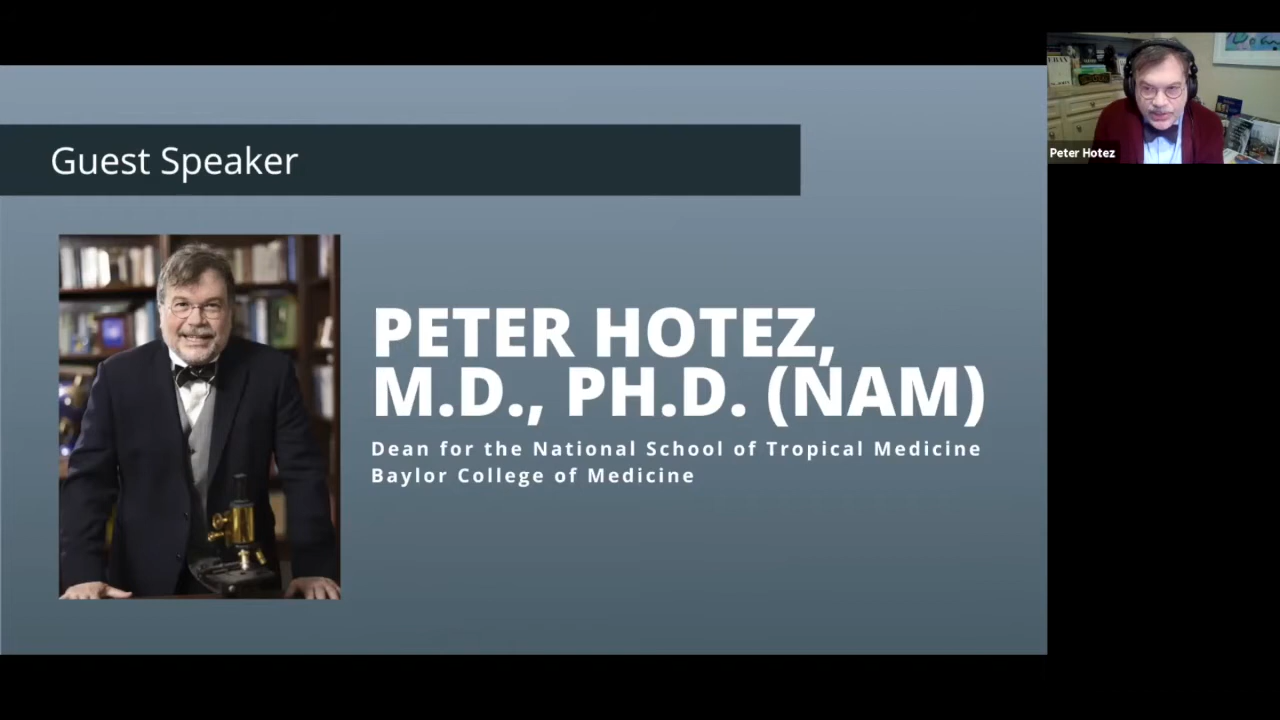 Guest Speaker
PETER HOTEZ,
M.D., PH.D. (NAM)
Dean for the National School of Tropical Medicine
Baylor College of Medicine
Peter Hotez